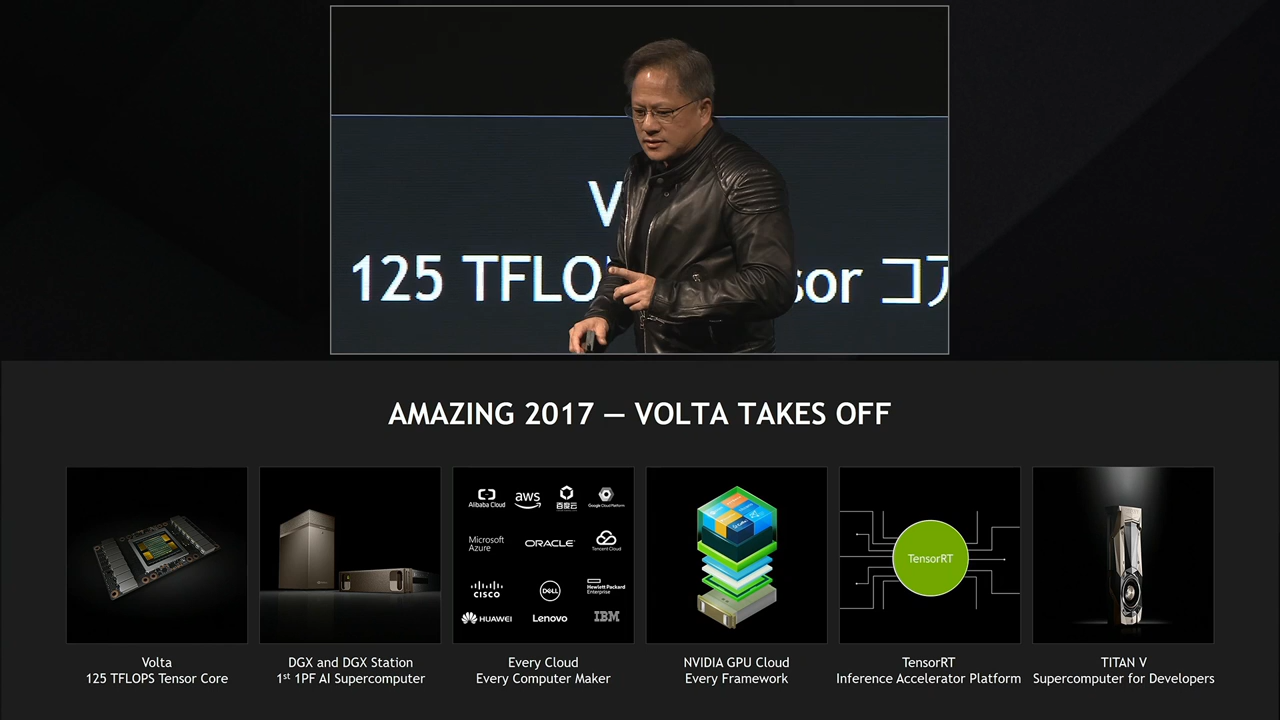 V
125 TFLO
sor コア
AMAZING 2017 — VOLTA TAKES OFF
Alibaba Cloud
aws
百度云
Google Cloud Platform
Microsoft Azure
ORACLE
Tencent Cloud
CISCO
DELL
Hewlett Packard Enterprise
HUAWEI
Lenovo
IBM
TensorRT
Volta
125 TFLOPS Tensor Core
DGX and DGX Station
1st 1PF AI Supercomputer
Every Cloud
Every Computer Maker
NVIDIA GPU Cloud
Every Framework
TensorRT
Inference Accelerator Platform
TITAN V
Supercomputer for Developers